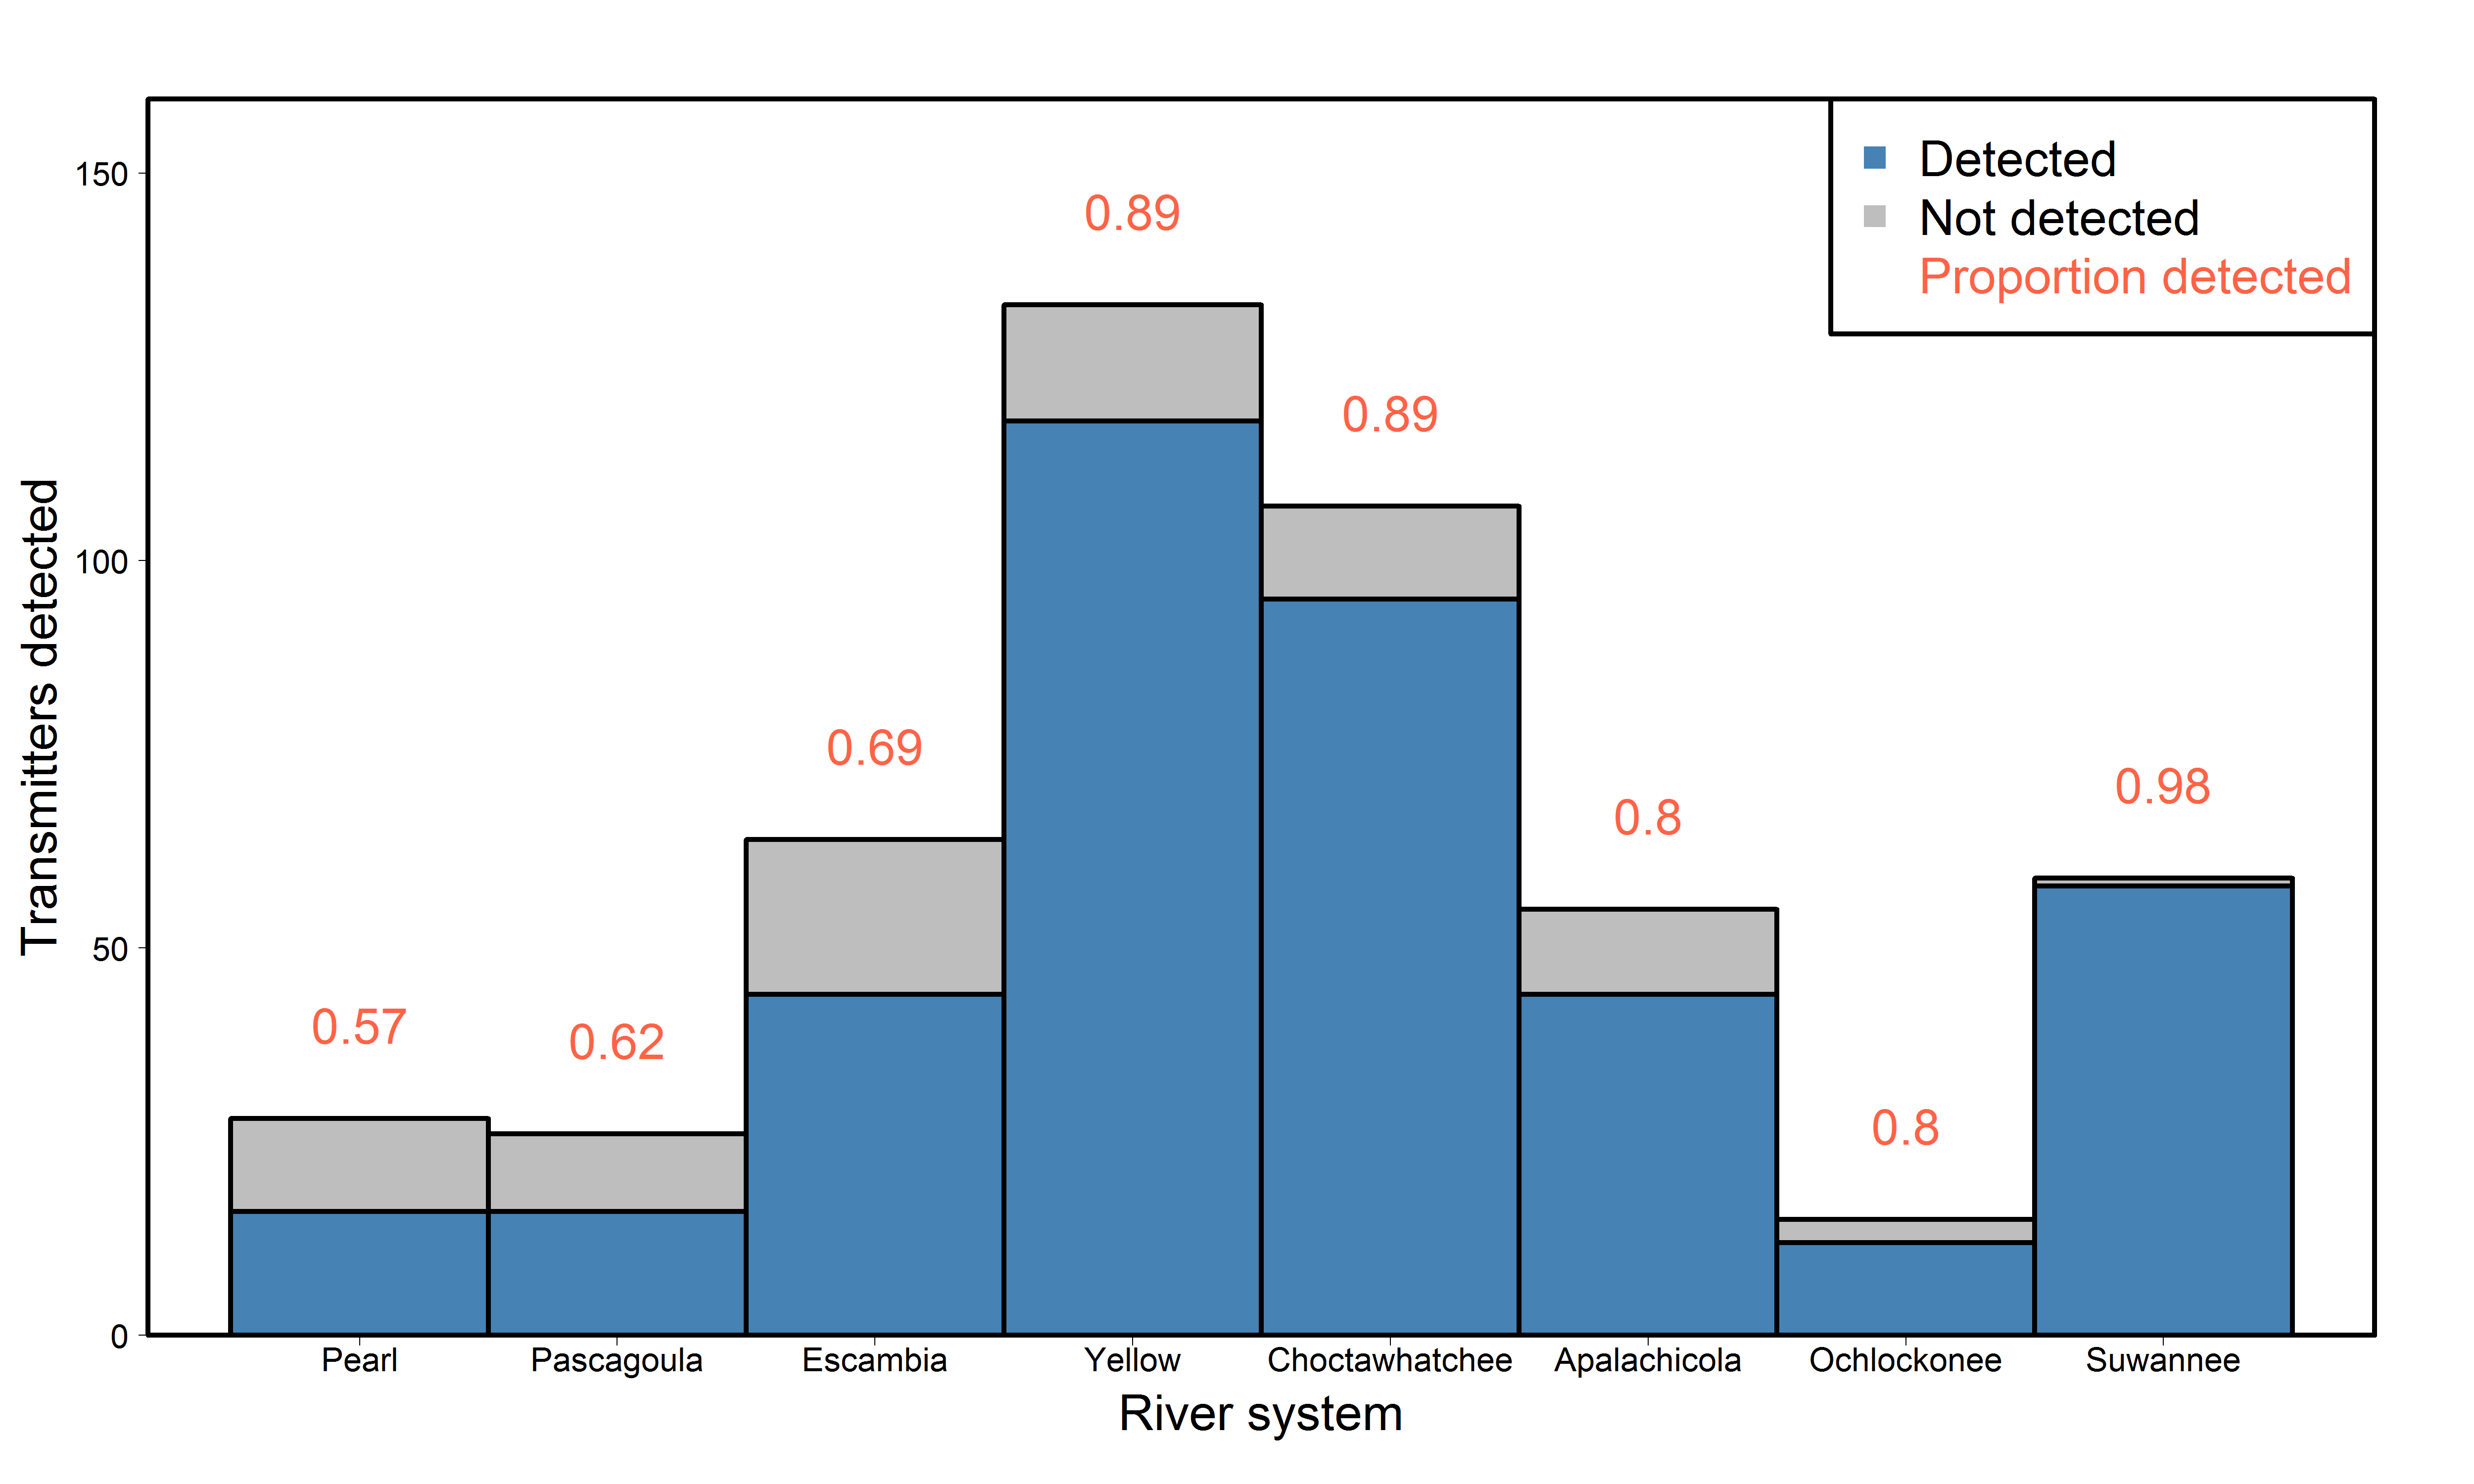 Detected
Not detected
Proportion detected
Transmitters detected
150
100
50
0
0.57
0.62
0.69
0.89
0.89
0.8
0.8
0.98
Pearl
Pascagoula
Escambia
Yellow
Choctawhatchee
Apalachicola
Ochlockonee
Suwannee
River system